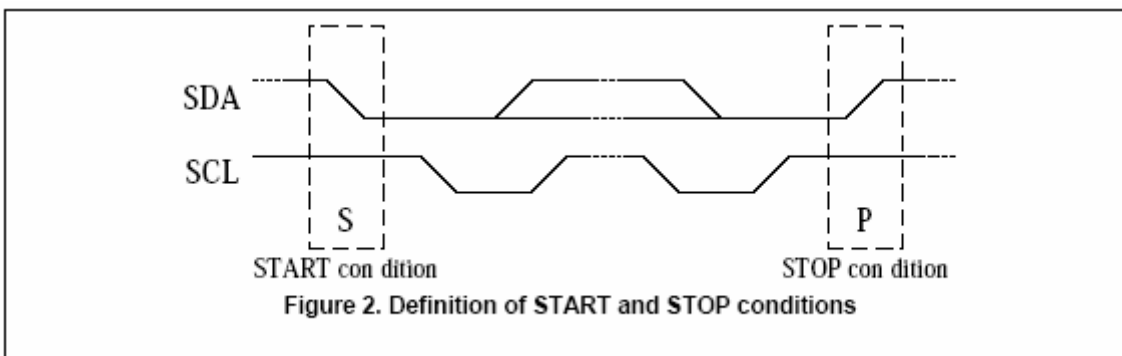 SDA
SCL
S
P
START con dition
STOP con dition
Figure 2. Definition of START and STOP conditions